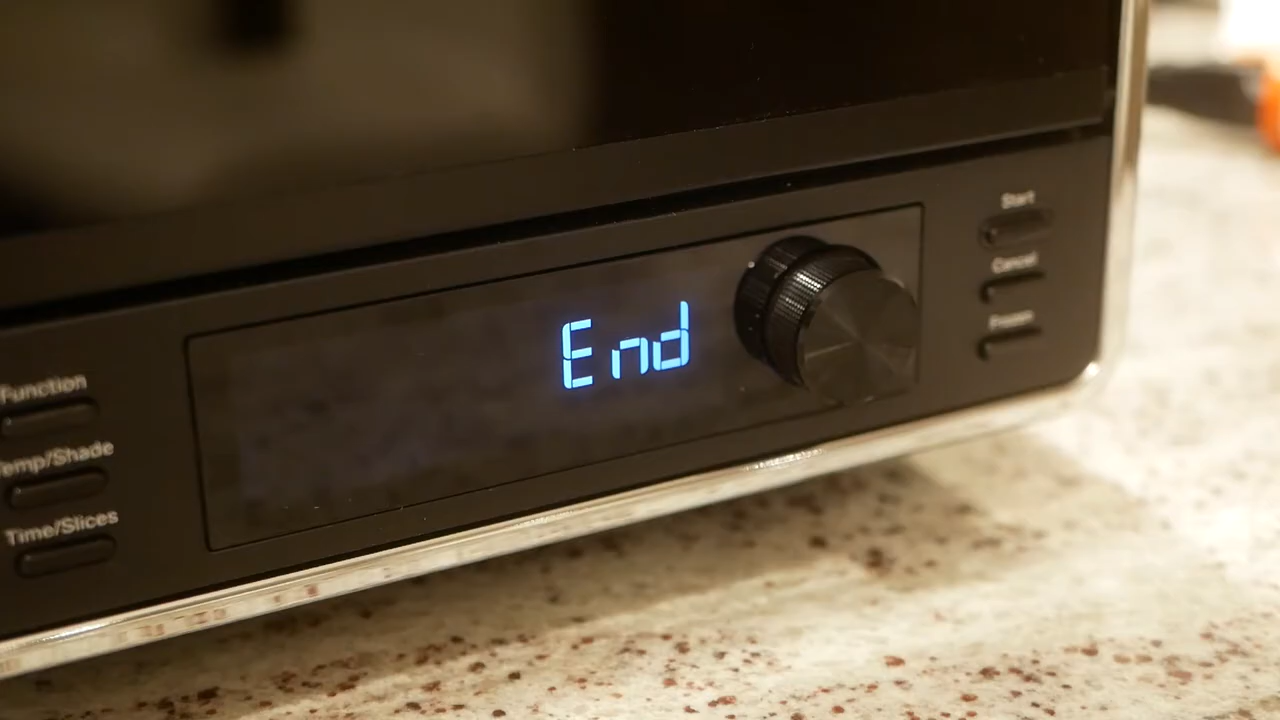 Function
Temp/Shade
Time/Slices
End
Start
Cancel
Frozen